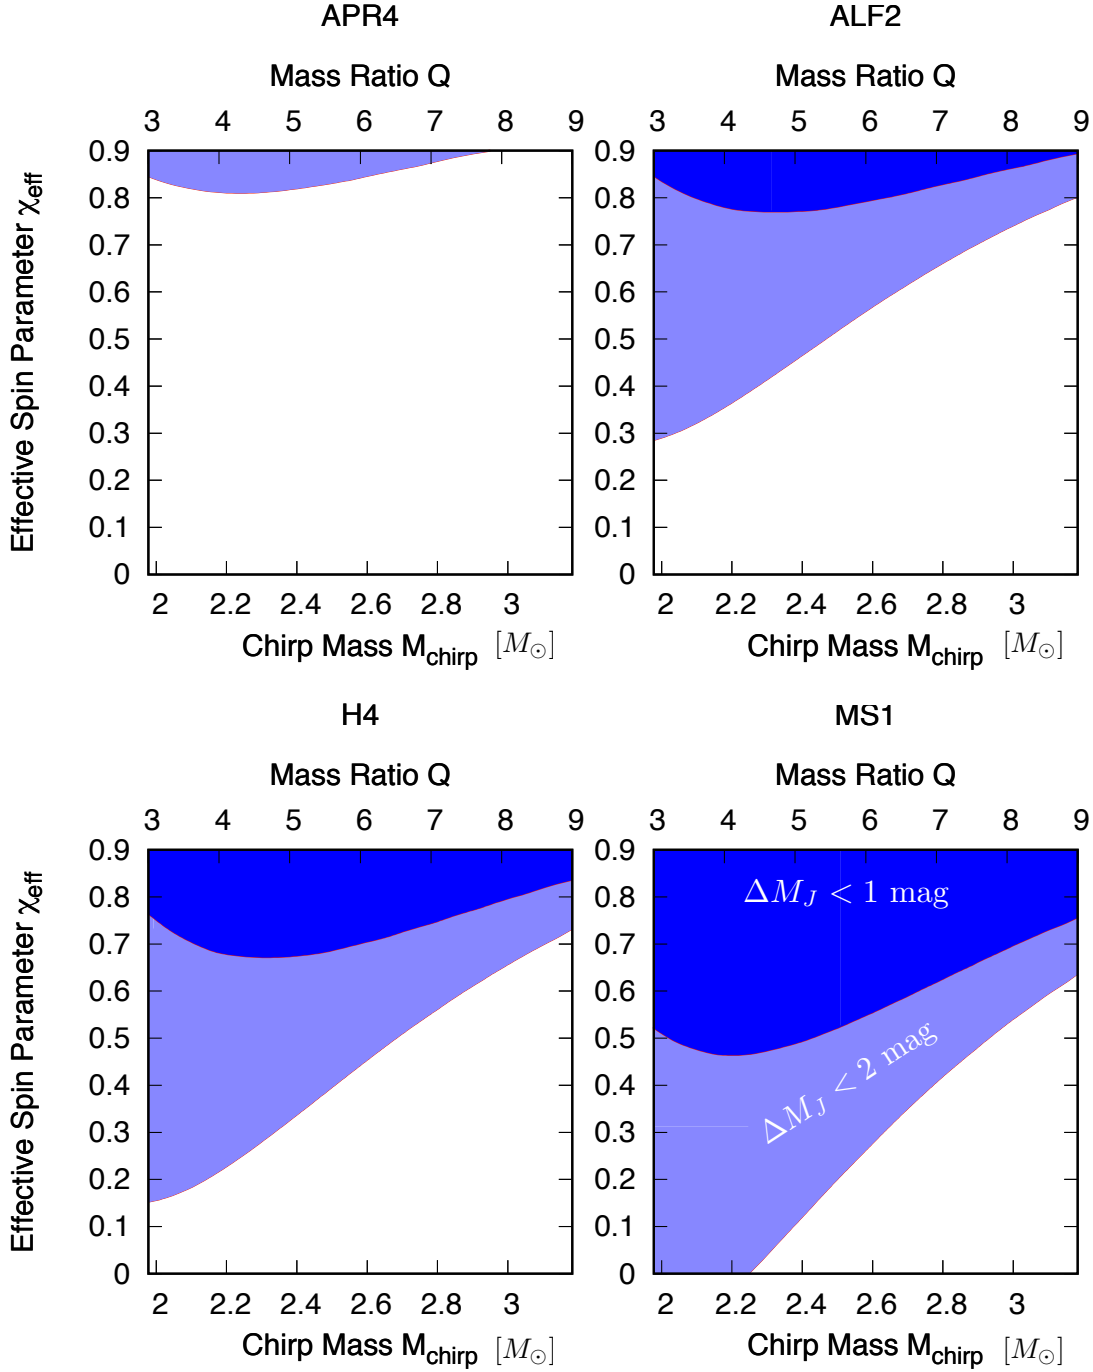 APR4
Mass Ratio Q
3 4 5 6 7 8 9
0.9
0.8
0.7
0.6
0.5
0.4
0.3
0.2
0.1
0
Effective Spin Parameter χeff
2 2.2 2.4 2.6 2.8 3
Chirp Mass Mchirp [M⊙]
ALF2
Mass Ratio Q
3 4 5 6 7 8 9
0.9
0.8
0.7
0.6
0.5
0.4
0.3
0.2
0.1
0
2 2.2 2.4 2.6 2.8 3
Chirp Mass Mchirp [M⊙]
H4
Mass Ratio Q
3 4 5 6 7 8 9
0.9
0.8
0.7
0.6
0.5
0.4
0.3
0.2
0.1
0
Effective Spin Parameter χeff
2 2.2 2.4 2.6 2.8 3
Chirp Mass Mchirp [M⊙]
MS1
Mass Ratio Q
3 4 5 6 7 8 9
0.9
0.8
0.7
0.6
0.5
0.4
0.3
0.2
0.1
0
ΔMJ < 1 mag
ΔMJ < 2 mag
2 2.2 2.4 2.6 2.8 3
Chirp Mass Mchirp [M⊙]